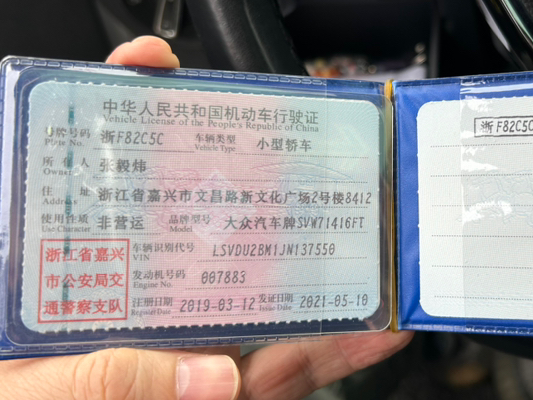 中华人民共和国机动车行驶证
Vehicle License of the People's Republic of China
号牌号码 浙F82C5C 车辆类型 小型轿车
Plate No. Vehicle Type
所有人 张毅炜
Owner
住址 浙江省嘉兴市文昌路新文化广场2号楼8412
Address
使用性质 非营运 品牌型号 大众汽车牌SVW71416FT
Use Character Model
浙江省嘉兴
市公安局交
通警察支队
车辆识别代号 LSVDU2BM1JN137550
VIN
发动机号码 007883
Engine No.
注册日期 2019-03-12 发证日期 2021-05-10
Register Date Issue Date
浙F82C5C